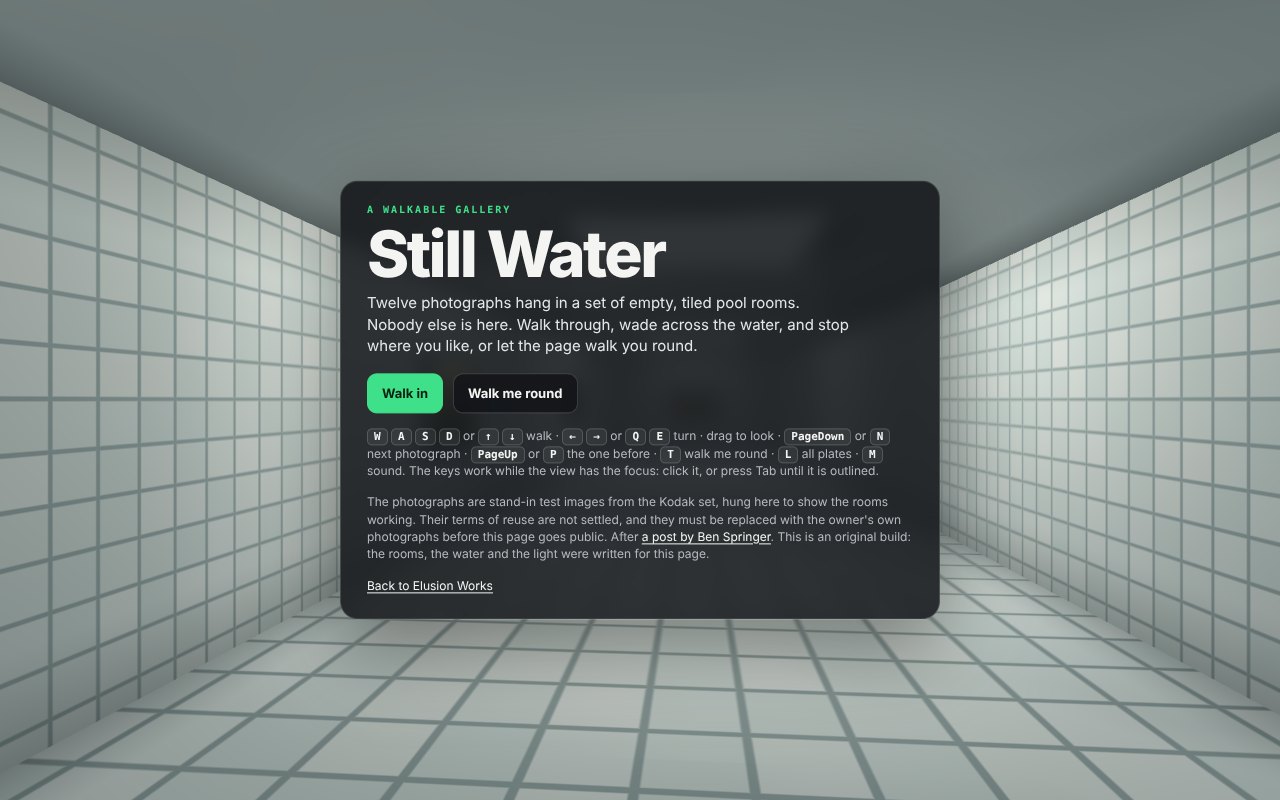 A WALKABLE GALLERY
Still Water
Twelve photographs hang in a set of empty, tiled pool rooms.
Nobody else is here. Walk through, wade across the water, and stop
where you like, or let the page walk you round.
Walk in Walk me round
W A S D or ↑ ↓ walk · ← → or Q E turn · drag to look · PageDown or N
next photograph · PageUp or P the one before · T walk me round · L all plates · M
sound. The keys work while the view has the focus: click it, or press Tab until it is outlined.
The photographs are stand-in test images from the Kodak set, hung here to show the rooms
working. Their terms of reuse are not settled, and they must be replaced with the owner's own
photographs before this page goes public. After a post by Ben Springer. This is an original build:
the rooms, the water and the light were written for this page.
Back to Elusion Works